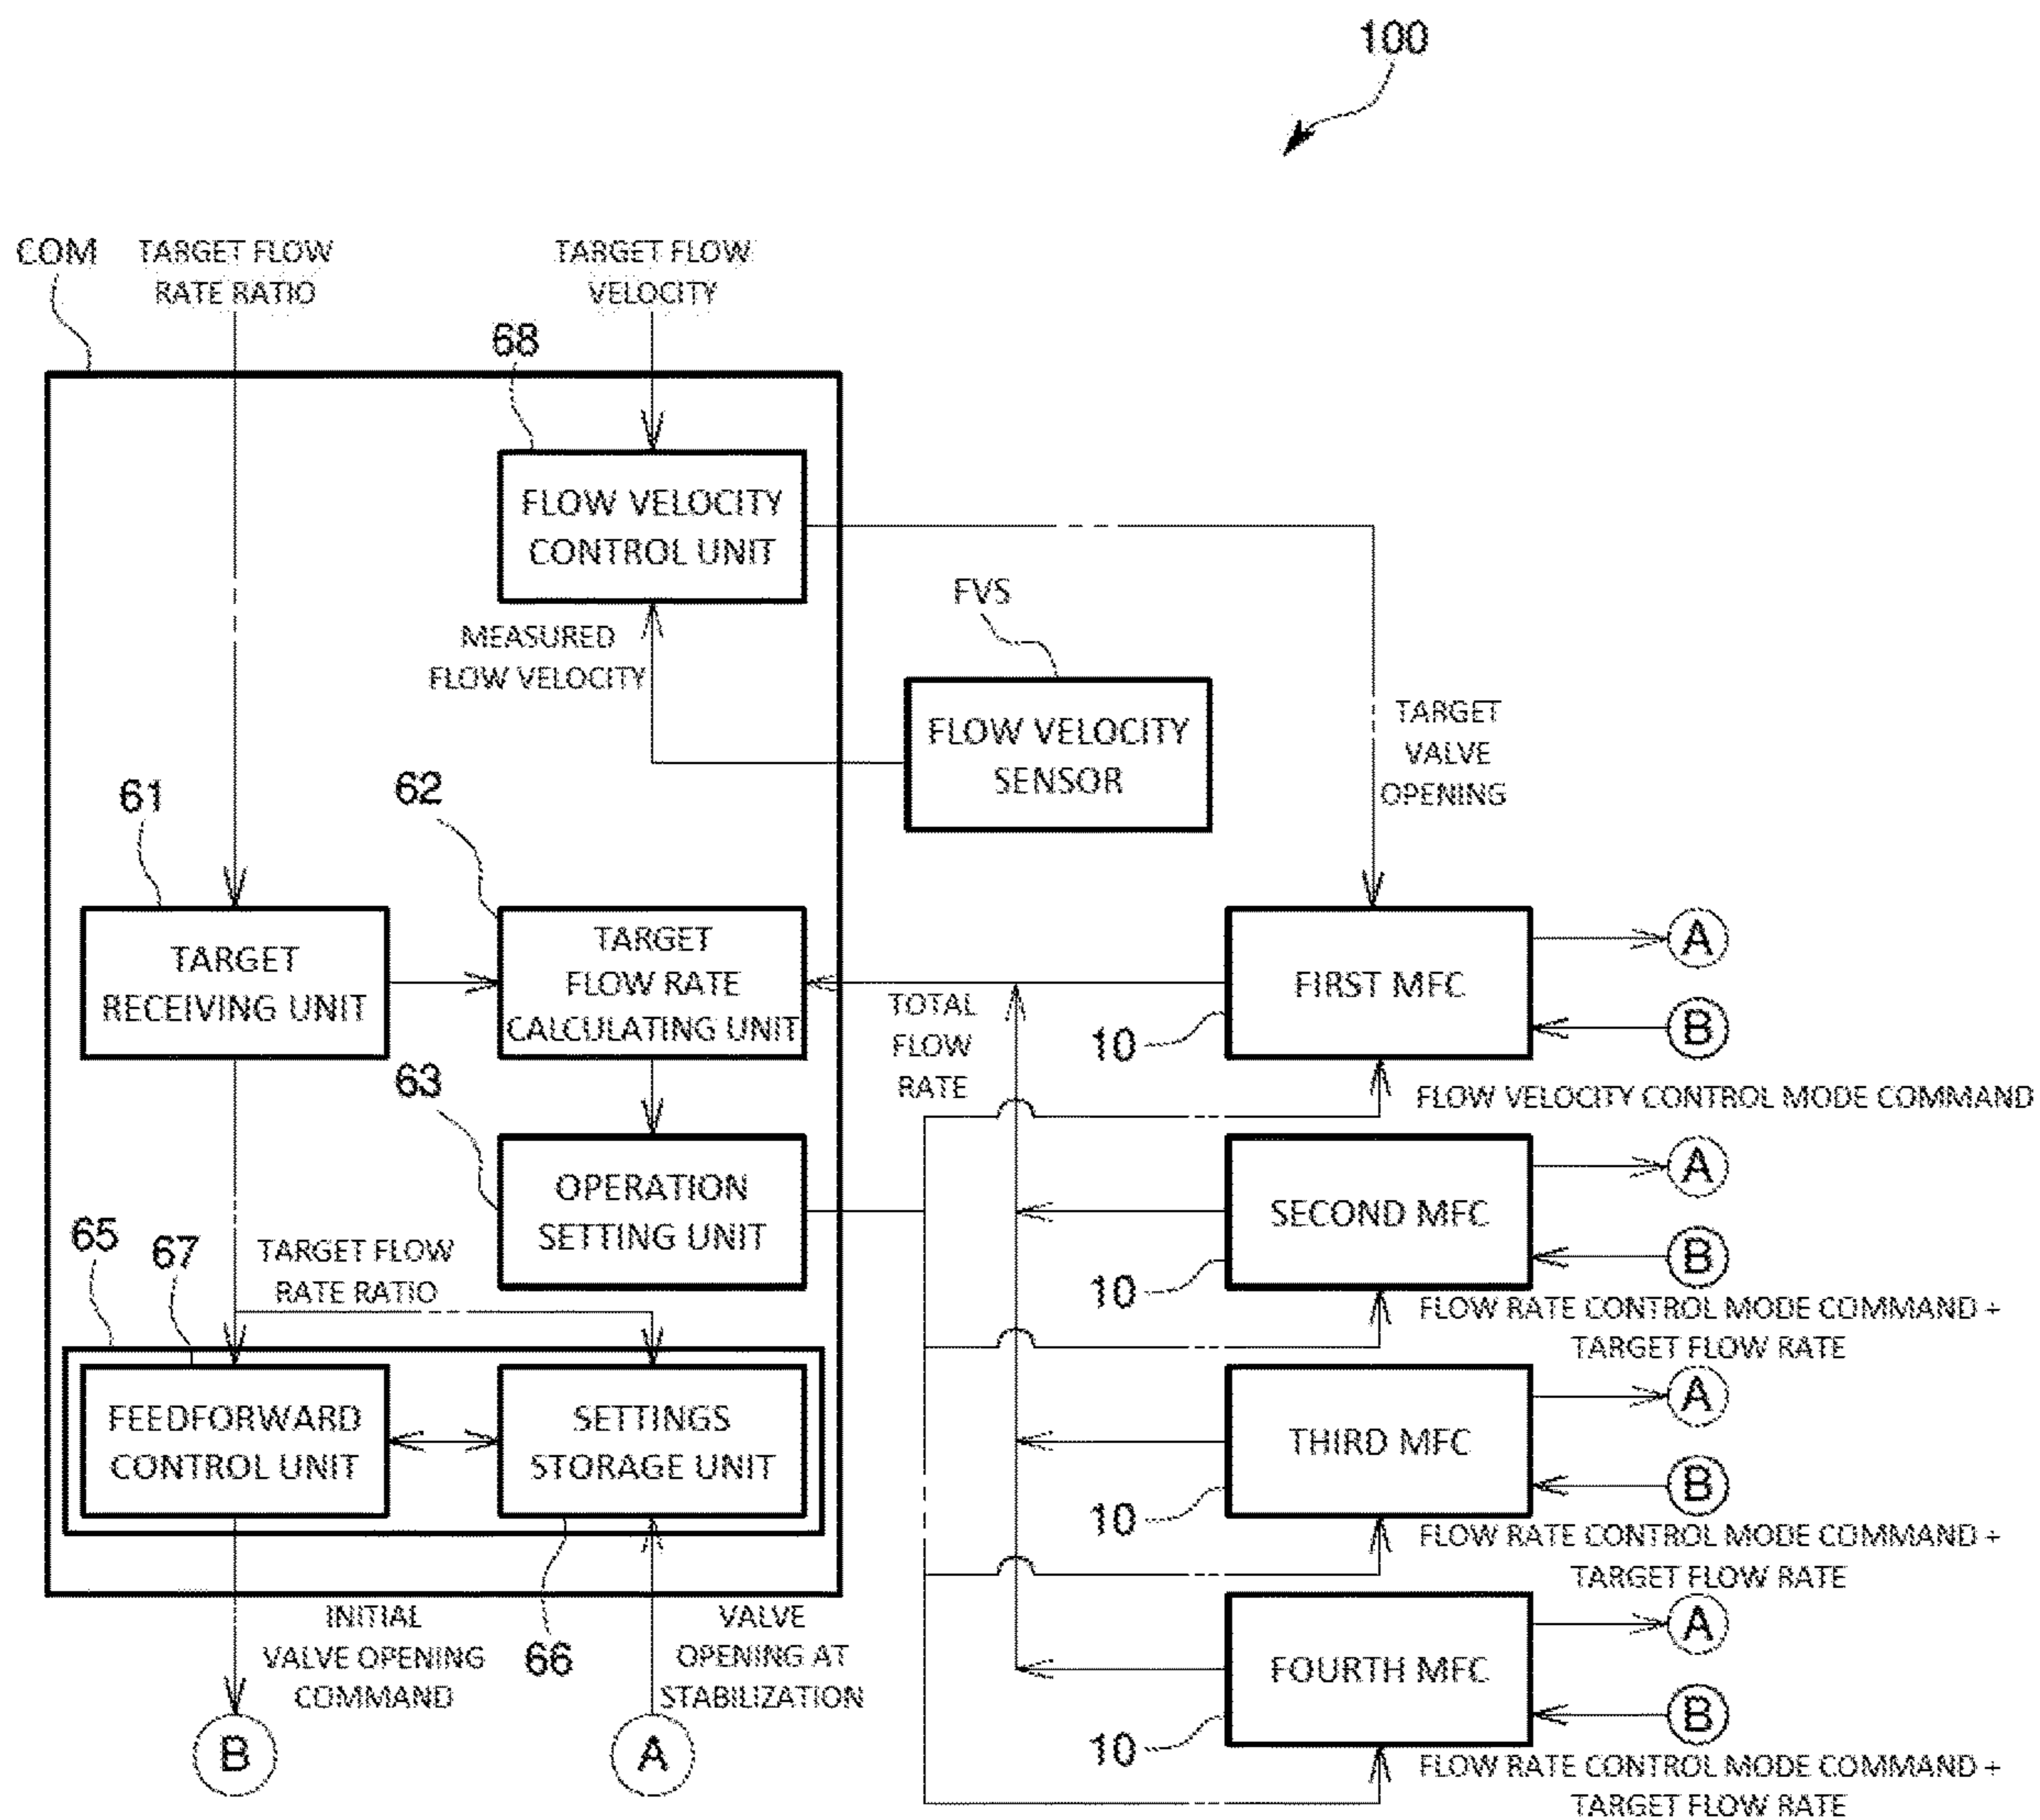 100
COM
TARGET FLOW
RATE RATIO
TARGET FLOW
VELOCITY
68
FLOW VELOCITY
CONTROL UNIT
FVS
MEASURED
FLOW VELOCITY
FLOW VELOCITY
SENSOR
TARGET
VALVE
OPENING
61
62
TARGET
RECEIVING UNIT
TARGET
FLOW RATE
CALCULATING UNIT
TOTAL
FLOW
RATE
FIRST MFC
10
A
B
FLOW VELOCITY CONTROL MODE COMMAND
63
OPERATION
SETTING UNIT
SECOND MFC
10
A
B
FLOW RATE CONTROL MODE COMMAND +
TARGET FLOW RATE
65
67
TARGET FLOW
RATE RATIO
FEEDFORWARD
CONTROL UNIT
SETTINGS
STORAGE UNIT
THIRD MFC
10
A
B
FLOW RATE CONTROL MODE COMMAND +
TARGET FLOW RATE
INITIAL
VALVE OPENING
COMMAND
66
VALVE
OPENING AT
STABILIZATION
B
A
FOURTH MFC
10
A
B
FLOW RATE CONTROL MODE COMMAND +
TARGET FLOW RATE